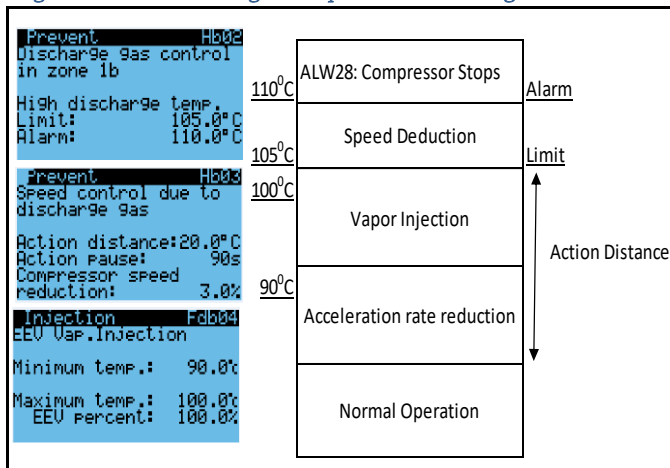 Prevent Hb02
Discharge gas control
in zone 1b
High discharge temp.
Limit: 105.0°C
Alarm: 110.0°C
Prevent Hb03
Speed control due to
discharge gas
Action distance:20.0°C
Action pause: 90s
Compressor speed
reduction: 3.0%
Injection Fdb04
EEV Vap.Injection
Minimum temp.: 90.0°c
Maximum temp.: 100.0°c
EEV percent: 100.0%
110⁰C
105⁰C
100⁰C
90⁰C
ALW28: Compressor Stops
Speed Deduction
Vapor Injection
Acceleration rate reduction
Normal Operation
Alarm
Limit
Action Distance